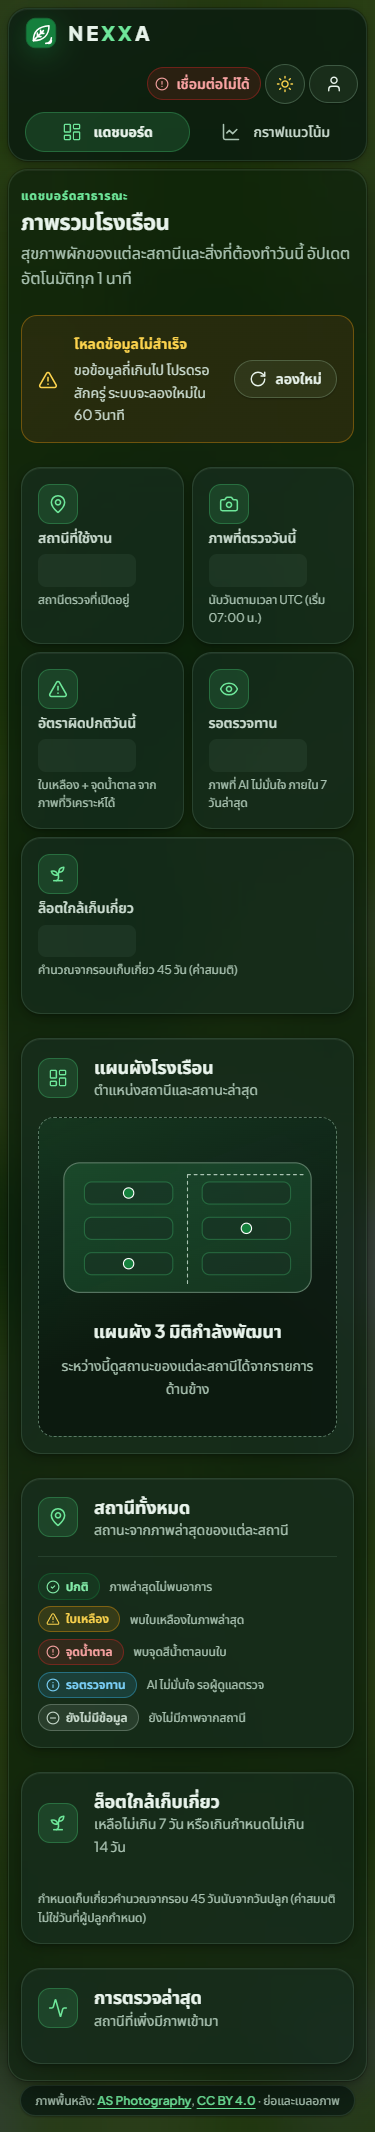 NEXXA
เชื่อมต่อไม่ได้
แดชบอร์ด
กราฟแนวโน้ม
แดชบอร์ดสาธารณะ
ภาพรวมโรงเรือน
สุขภาพผักของแต่ละสถานีและสิ่งที่ต้องทำวันนี้ อัปเดต
อัตโนมัติทุก 1 นาที
โหลดข้อมูลไม่สำเร็จ
ขอข้อมูลถี่เกินไป โปรดรอ
สักครู่ ระบบจะลองใหม่ใน
60 วินาที
ลองใหม่
สถานีที่ใช้งาน
สถานีตรวจที่เปิดอยู่
ภาพที่ตรวจวันนี้
นับวันตามเวลา UTC (เริ่ม
07:00 น.)
อัตราผิดปกติวันนี้
ใบเหลือง + จุดน้ำตาล จาก
ภาพที่วิเคราะห์ได้
รอตรวจทาน
ภาพที่ AI ไม่มั่นใจ ภายใน 7
วันล่าสุด
ล็อตใกล้เก็บเกี่ยว
คำนวณจากรอบเก็บเกี่ยว 45 วัน (ค่าสมมติ)
แผนผังโรงเรือน
ตำแหน่งสถานีและสถานะล่าสุด
แผนผัง 3 มิติกำลังพัฒนา
ระหว่างนี้ดูสถานะของแต่ละสถานีได้จากรายการ
ด้านข้าง
สถานีทั้งหมด
สถานะจากภาพล่าสุดของแต่ละสถานี
ปกติ ภาพล่าสุดไม่พบอาการ
ใบเหลือง พบใบเหลืองในภาพล่าสุด
จุดน้ำตาล พบจุดสีน้ำตาลบนใบ
รอตรวจทาน AI ไม่มั่นใจ รอผู้ดูแลตรวจ
ยังไม่มีข้อมูล ยังไม่มีภาพจากสถานี
ล็อตใกล้เก็บเกี่ยว
เหลือไม่เกิน 7 วัน หรือเกินกำหนดไม่เกิน
14 วัน
กำหนดเก็บเกี่ยวคำนวณจากรอบ 45 วันนับจากวันปลูก (ค่าสมมติ
ไม่ใช่วันที่ผู้ปลูกกำหนด)
การตรวจล่าสุด
สถานีที่เพิ่งมีภาพเข้ามา
ภาพพื้นหลัง: AS Photography, CC BY 4.0 · ย่อและเบลอภาพ